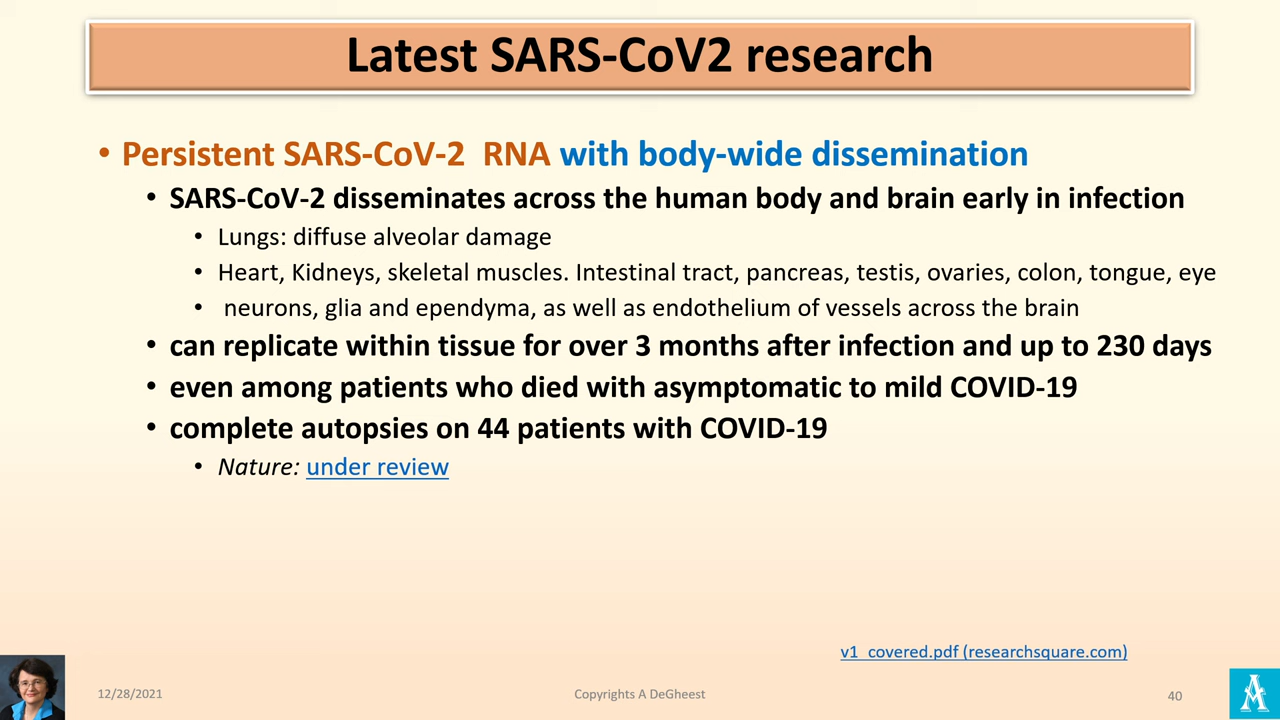 Latest SARS-CoV2 research
• Persistent SARS-CoV-2  RNA with body-wide dissemination
• SARS-CoV-2 disseminates across the human body and brain early in infection
• Lungs: diffuse alveolar damage
• Heart, Kidneys, skeletal muscles. Intestinal tract, pancreas, testis, ovaries, colon, tongue, eye
•  neurons, glia and ependyma, as well as endothelium of vessels across the brain
• can replicate within tissue for over 3 months after infection and up to 230 days
• even among patients who died with asymptomatic to mild COVID-19
• complete autopsies on 44 patients with COVID-19
• Nature: under review
v1_covered.pdf (researchsquare.com)
12/28/2021
Copyrights A DeGheest
40
A